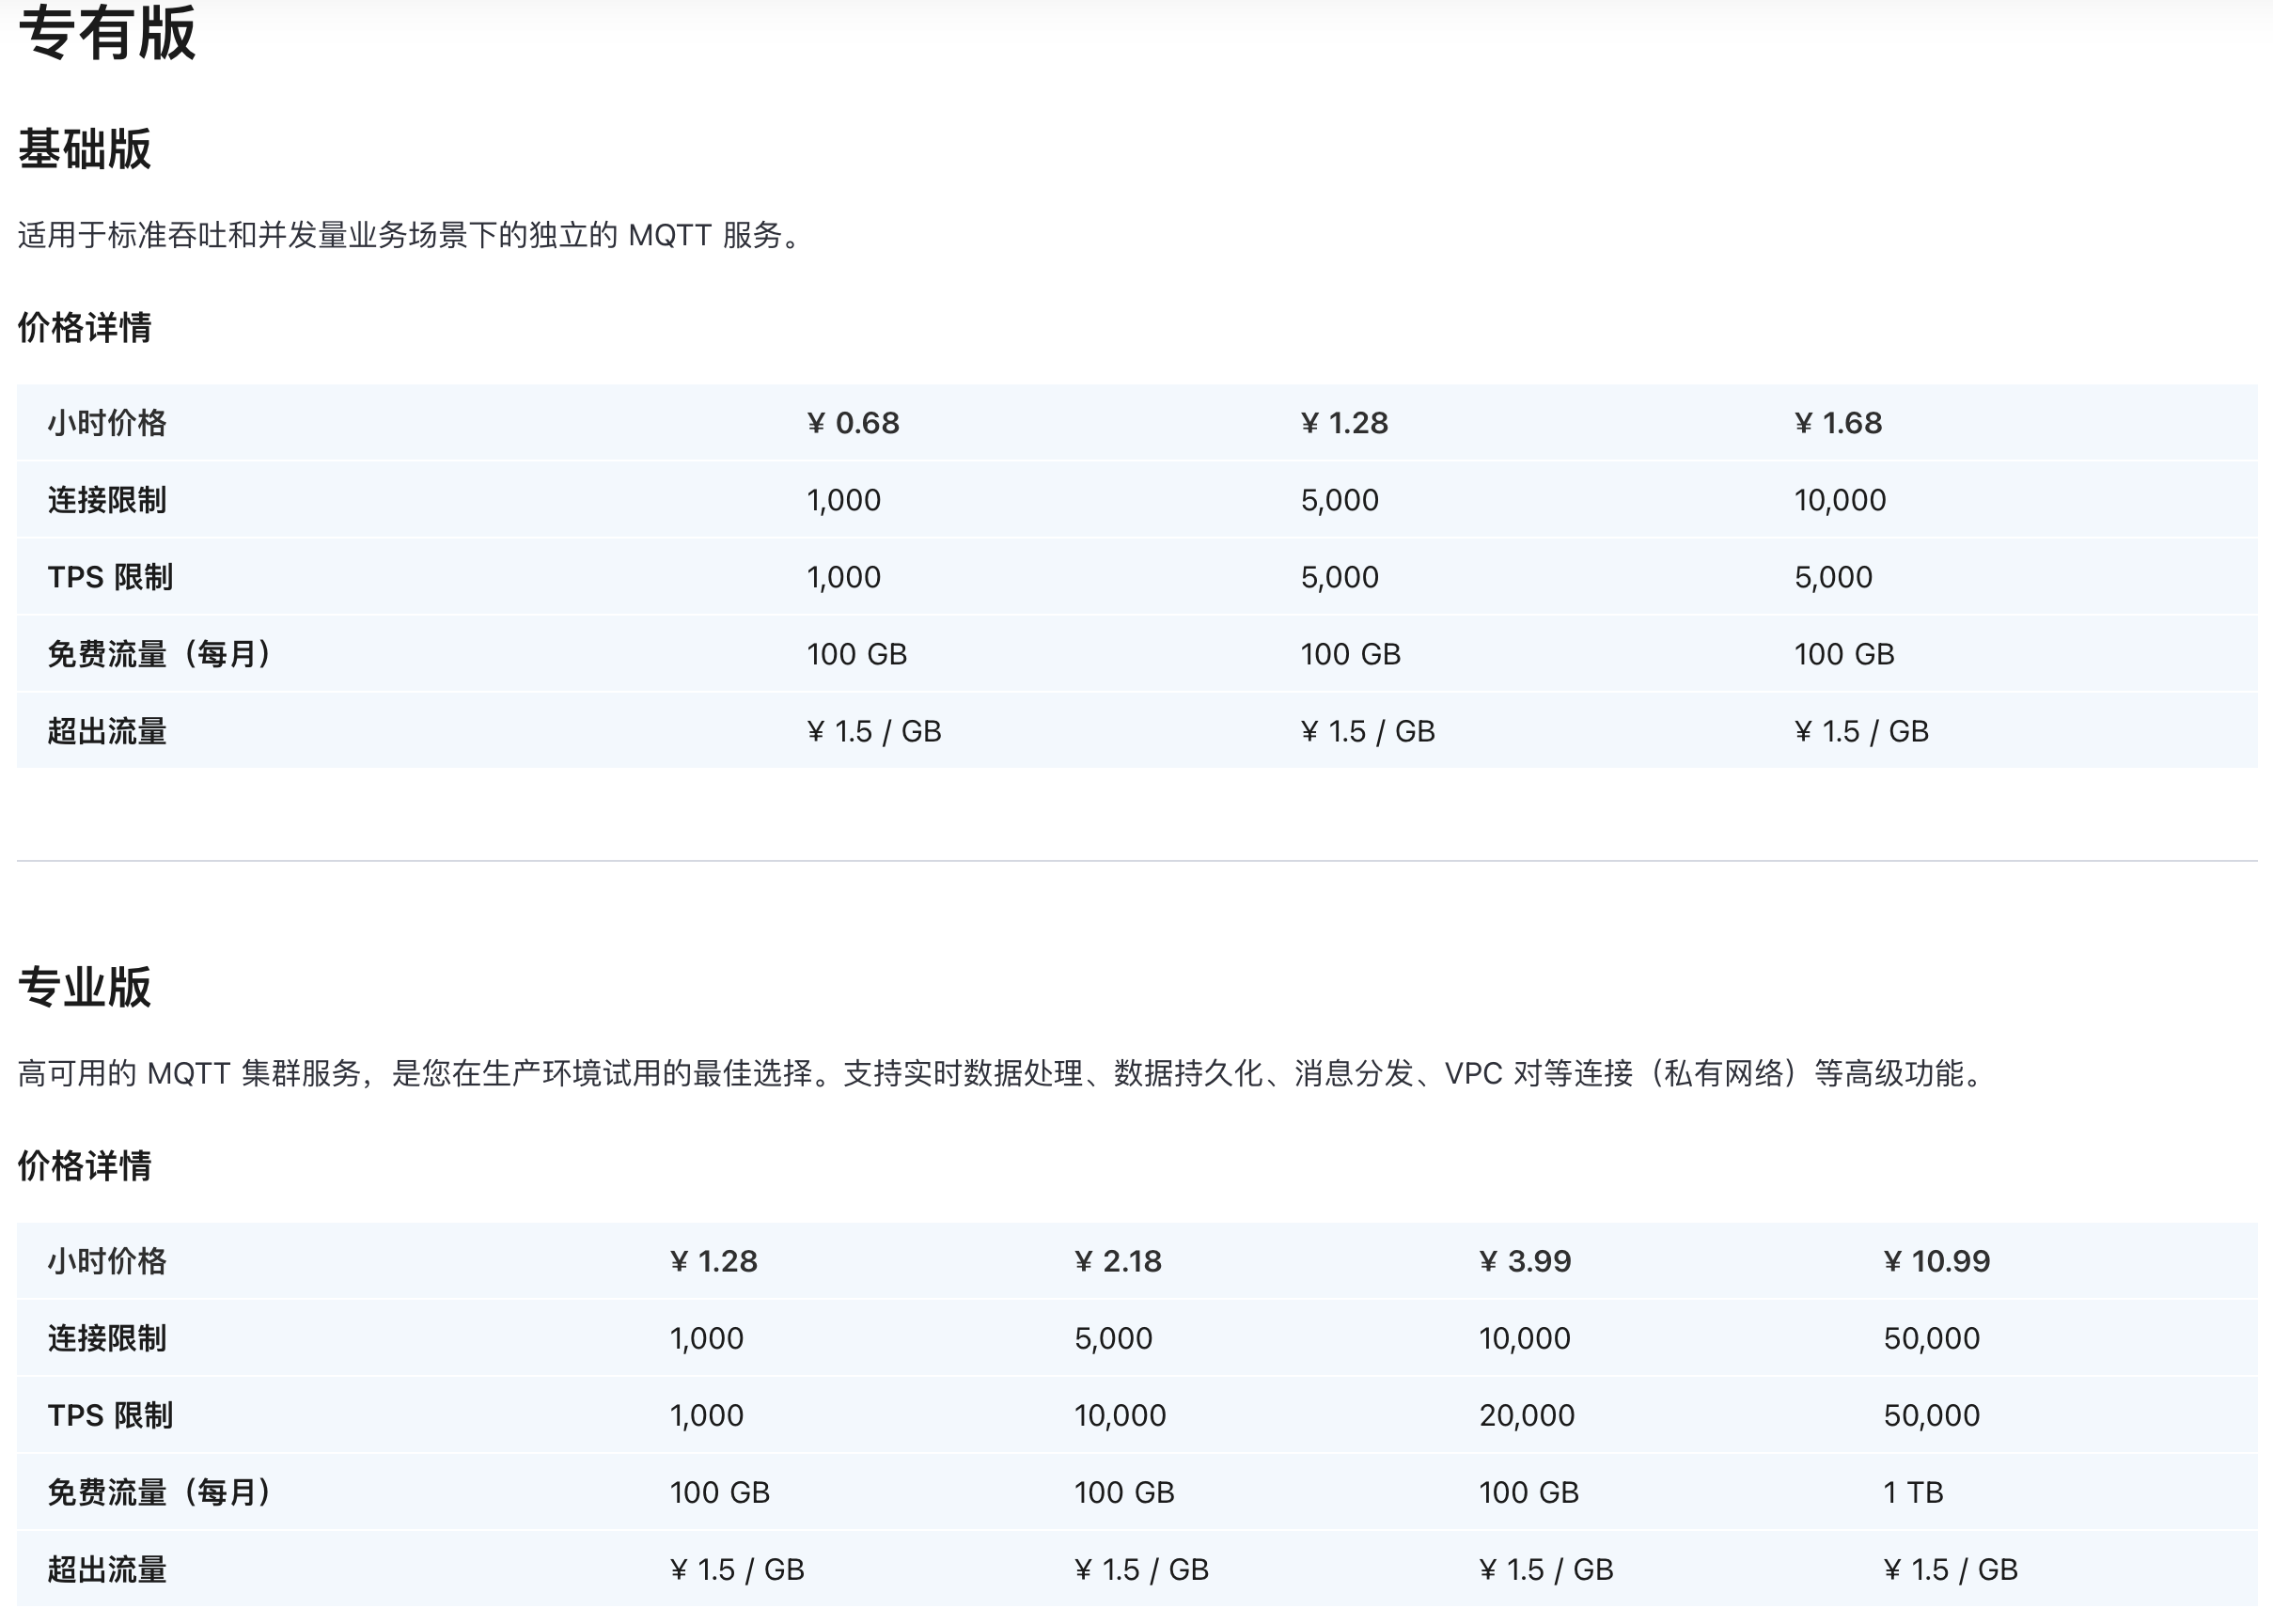 专有版
基础版
适用于标准吞吐和并发量业务场景下的独立的 MQTT 服务。
价格详情
小时价格 ¥ 0.68 ¥ 1.28 ¥ 1.68
连接限制 1,000 5,000 10,000
TPS 限制 1,000 5,000 5,000
免费流量（每月） 100 GB 100 GB 100 GB
超出流量 ¥ 1.5 / GB ¥ 1.5 / GB ¥ 1.5 / GB
专业版
高可用的 MQTT 集群服务，是您在生产环境试用的最佳选择。支持实时数据处理、数据持久化、消息分发、VPC 对等连接（私有网络）等高级功能。
价格详情
小时价格 ¥ 1.28 ¥ 2.18 ¥ 3.99 ¥ 10.99
连接限制 1,000 5,000 10,000 50,000
TPS 限制 1,000 10,000 20,000 50,000
免费流量（每月） 100 GB 100 GB 100 GB 1 TB
超出流量 ¥ 1.5 / GB ¥ 1.5 / GB ¥ 1.5 / GB ¥ 1.5 / GB